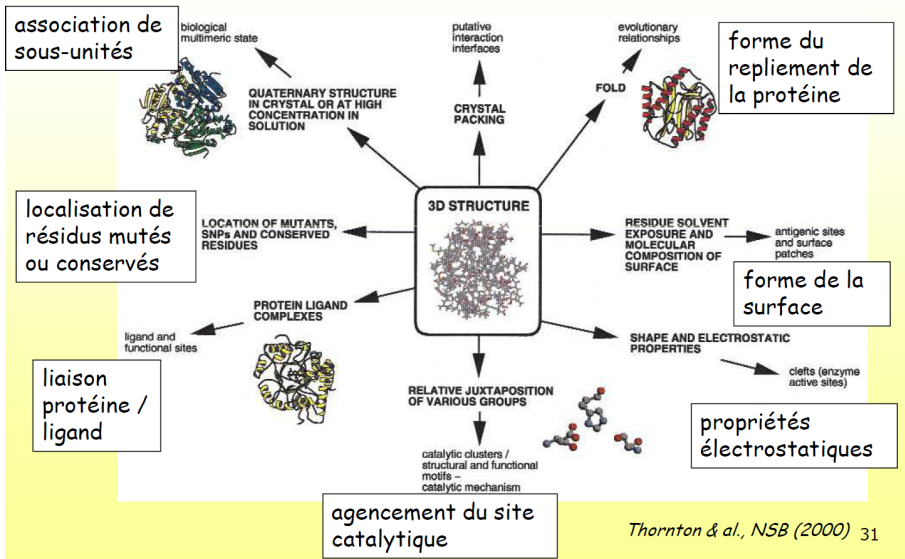 association de
sous-unités
biological
multimeric state
QUATERNARY STRUCTURE
IN CRYSTAL OR AT HIGH
CONCENTRATION IN
SOLUTION
putative
interaction
interfaces
CRYSTAL
PACKING
evolutionary
relationships
FOLD
forme du
repliement de
la protéine
localisation de
résidus mutés
ou conservés
LOCATION OF MUTANTS,
SNPs AND CONSERVED
RESIDUES
3D STRUCTURE
RESIDUE SOLVENT
EXPOSURE AND
MOLECULAR
COMPOSITION OF
SURFACE
antigenic sites
and surface
patches
forme de la
surface
PROTEIN LIGAND
COMPLEXES
ligand and
functional sites
liaison
protéine /
ligand
SHAPE AND ELECTROSTATIC
PROPERTIES
clefts (enzyme
active sites)
propriétés
électrostatiques
RELATIVE JUXTAPOSITION
OF VARIOUS GROUPS
catalytic clusters /
structural and functional
motifs –
catalytic mechanism
agencement du site
catalytique
Thornton & al., NSB (2000) 31